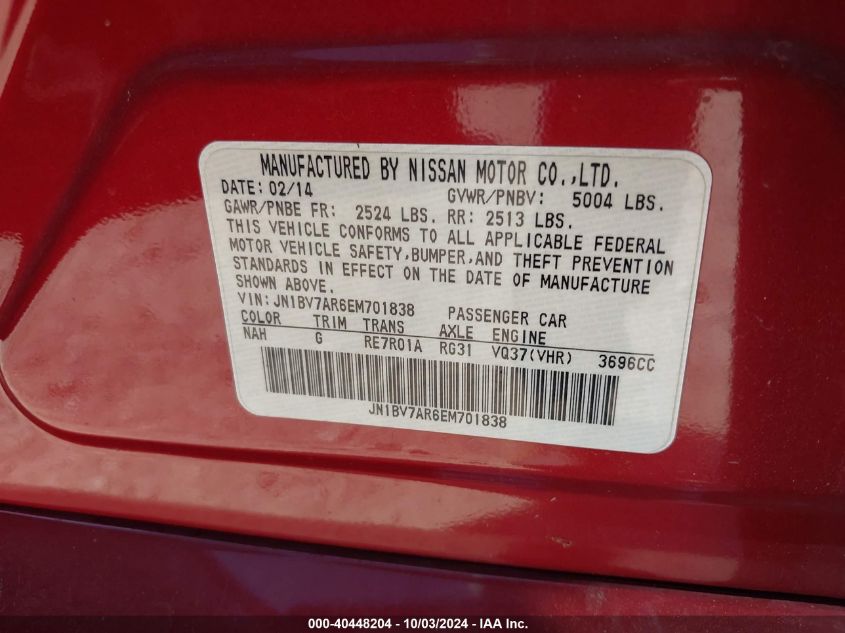 MANUFACTURED BY NISSAN MOTOR CO.,LTD.
DATE: 02/14 GVWR/PNBV: 5004 LBS.
GAWR/PNBE FR: 2524 LBS. RR: 2513 LBS.
THIS VEHICLE CONFORMS TO ALL APPLICABLE FEDERAL
MOTOR VEHICLE SAFETY,BUMPER,AND THEFT PREVENTION
STANDARDS IN EFFECT ON THE DATE OF MANUFACTURE
SHOWN ABOVE.
VIN: JN1BV7AR6EM701838 PASSENGER CAR
COLOR TRIM TRANS AXLE ENGINE
NAH G RE7R01A RG31 VQ37(VHR) 3696CC
JN1BV7AR6EM701838
000-40448204 - 10/03/2024 - IAA Inc.